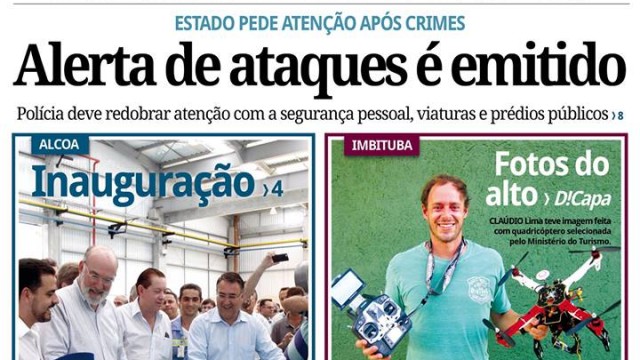 ESTADO PEDE ATENÇÃO APÓS CRIMES
Alerta de ataques é emitido
Polícia deve redobrar atenção com a segurança pessoal, viaturas e prédios públicos › 8
ALCOA
Inauguração › 4
IMBITUBA
Fotos do
alto › D!Capa
CLAÚDIO Lima teve imagem feita
com quadricóptero selecionada
pelo Ministério do Turismo.